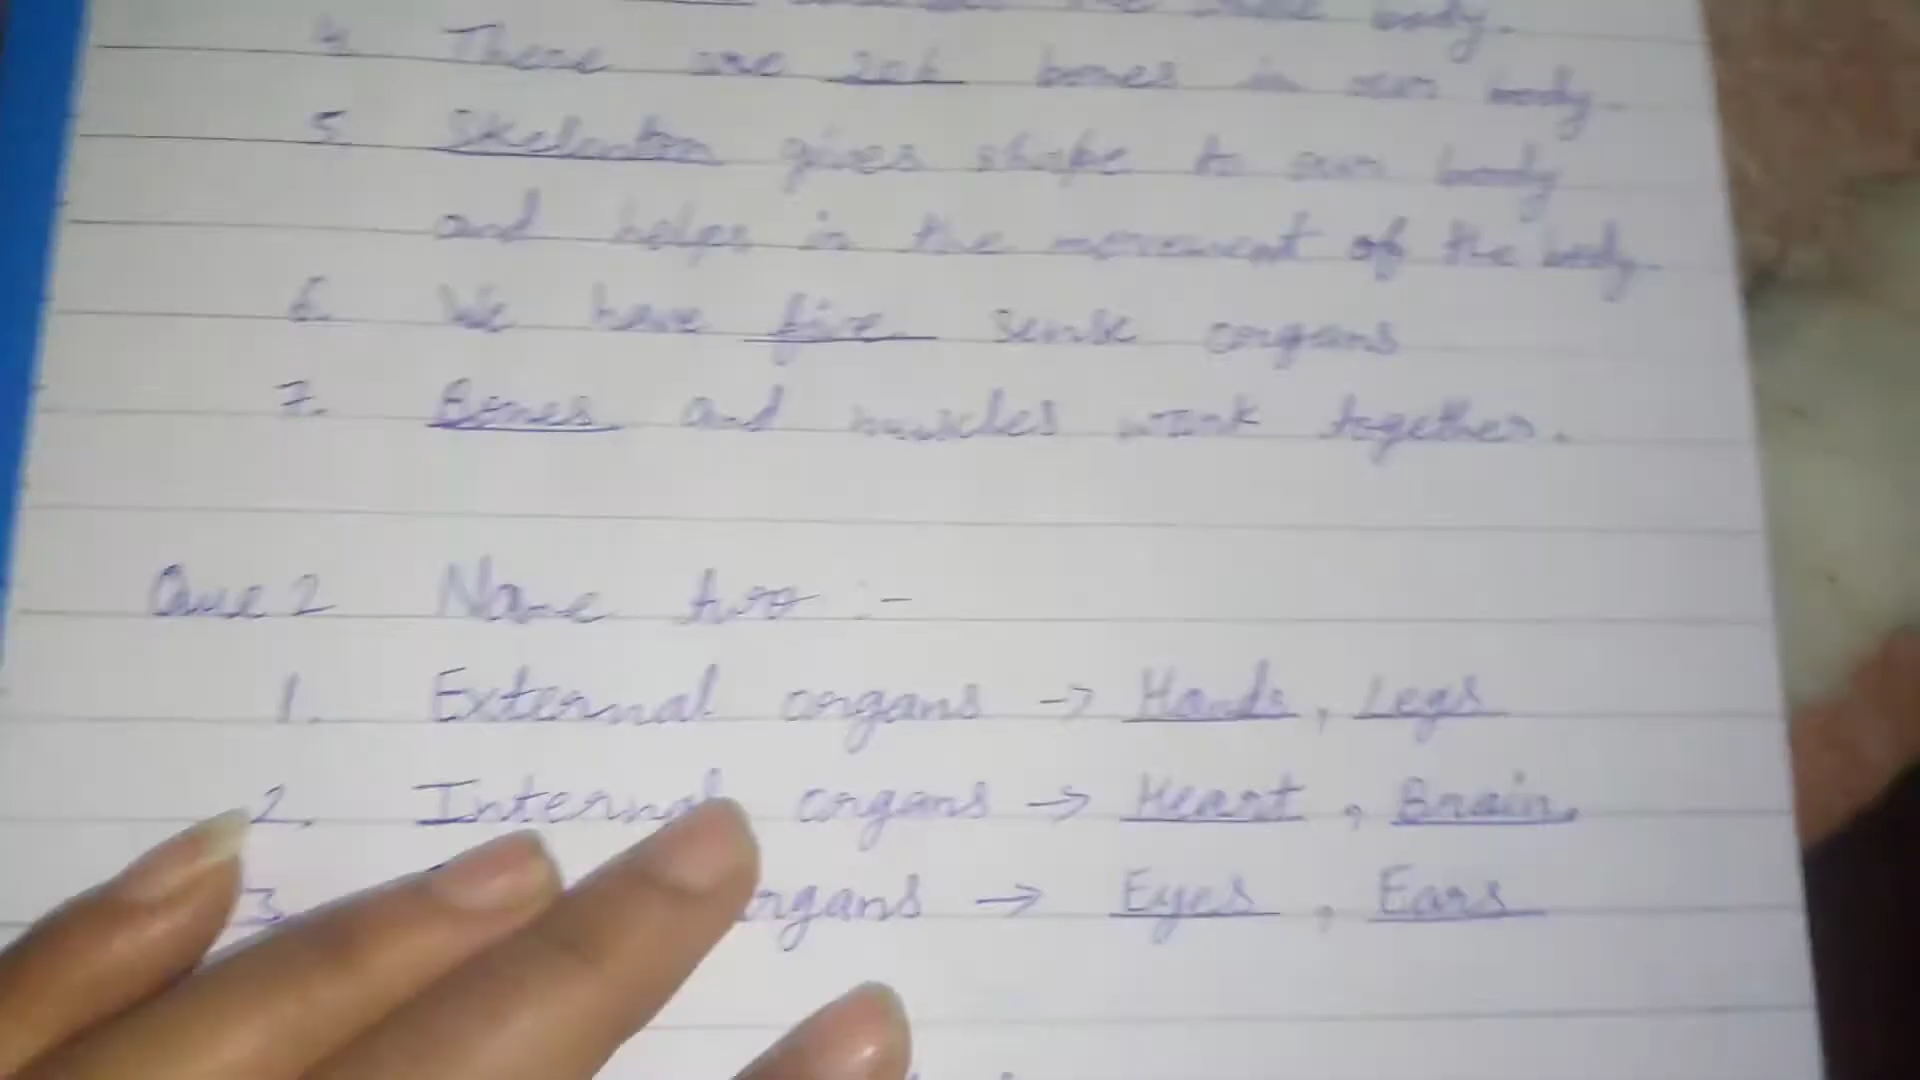 body.
4. There are 206 bones in our body.
5. Skelaton gives shape to our body
and helps in the movement of the body.
6. We have five sense organs
7. Bones and muscles work together.
Que 2 Name two :-
1. External organs → Hands, Legs
2. Internal organs → Heart, Brain.
3. organs → Eyes, Ears